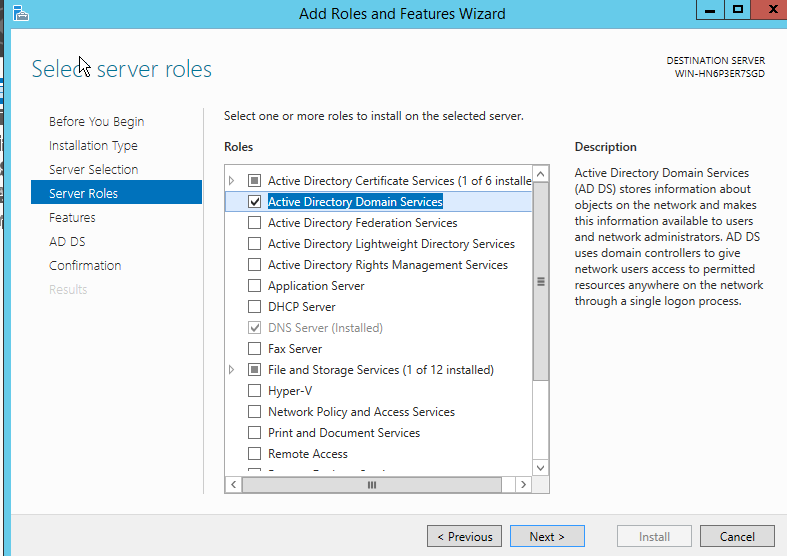 Add Roles and Features Wizard
Select server roles
DESTINATION SERVER
WIN-HN6P3ER7SGD
Before You Begin
Installation Type
Server Selection
Server Roles
Features
AD DS
Confirmation
Results
Select one or more roles to install on the selected server.
Roles
Active Directory Certificate Services (1 of 6 installe
Active Directory Domain Services
Active Directory Federation Services
Active Directory Lightweight Directory Services
Active Directory Rights Management Services
Application Server
DHCP Server
DNS Server (Installed)
Fax Server
File and Storage Services (1 of 12 installed)
Hyper-V
Network Policy and Access Services
Print and Document Services
Remote Access
Description
Active Directory Domain Services
(AD DS) stores information about
objects on the network and makes
this information available to users
and network administrators. AD DS
uses domain controllers to give
network users access to permitted
resources anywhere on the network
through a single logon process.
< Previous
Next >
Install
Cancel